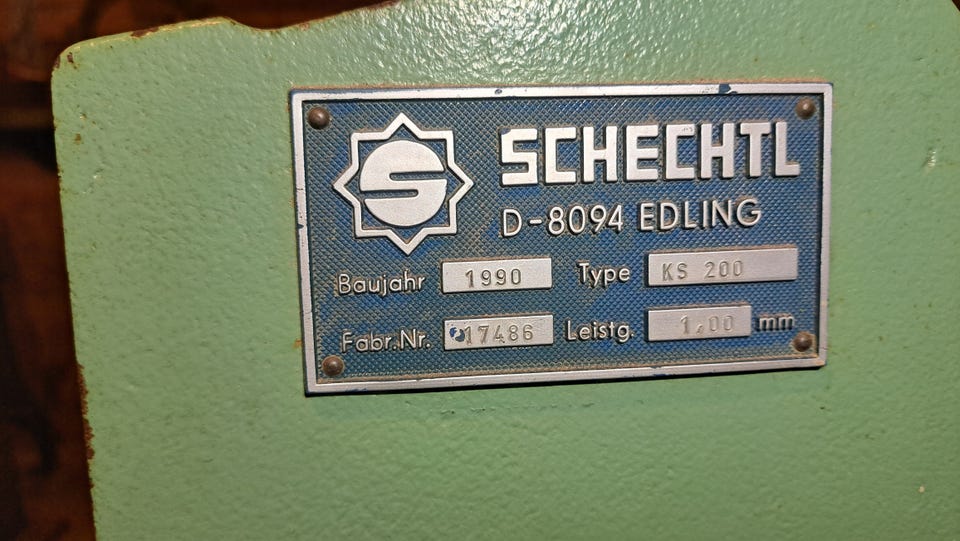 S SCHECHTL
D-8094 EDLING
Baujahr 1990 Type KS 200
Fabr.Nr. 17486 Leistg. 1,00 mm